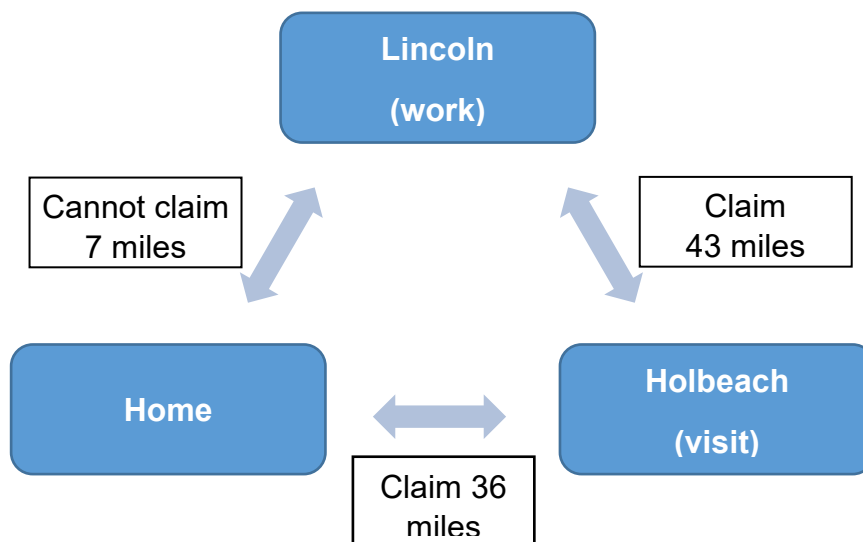 Lincoln
(work)
Cannot claim
7 miles
Claim
43 miles
Home
Holbeach
(visit)
Claim 36
miles